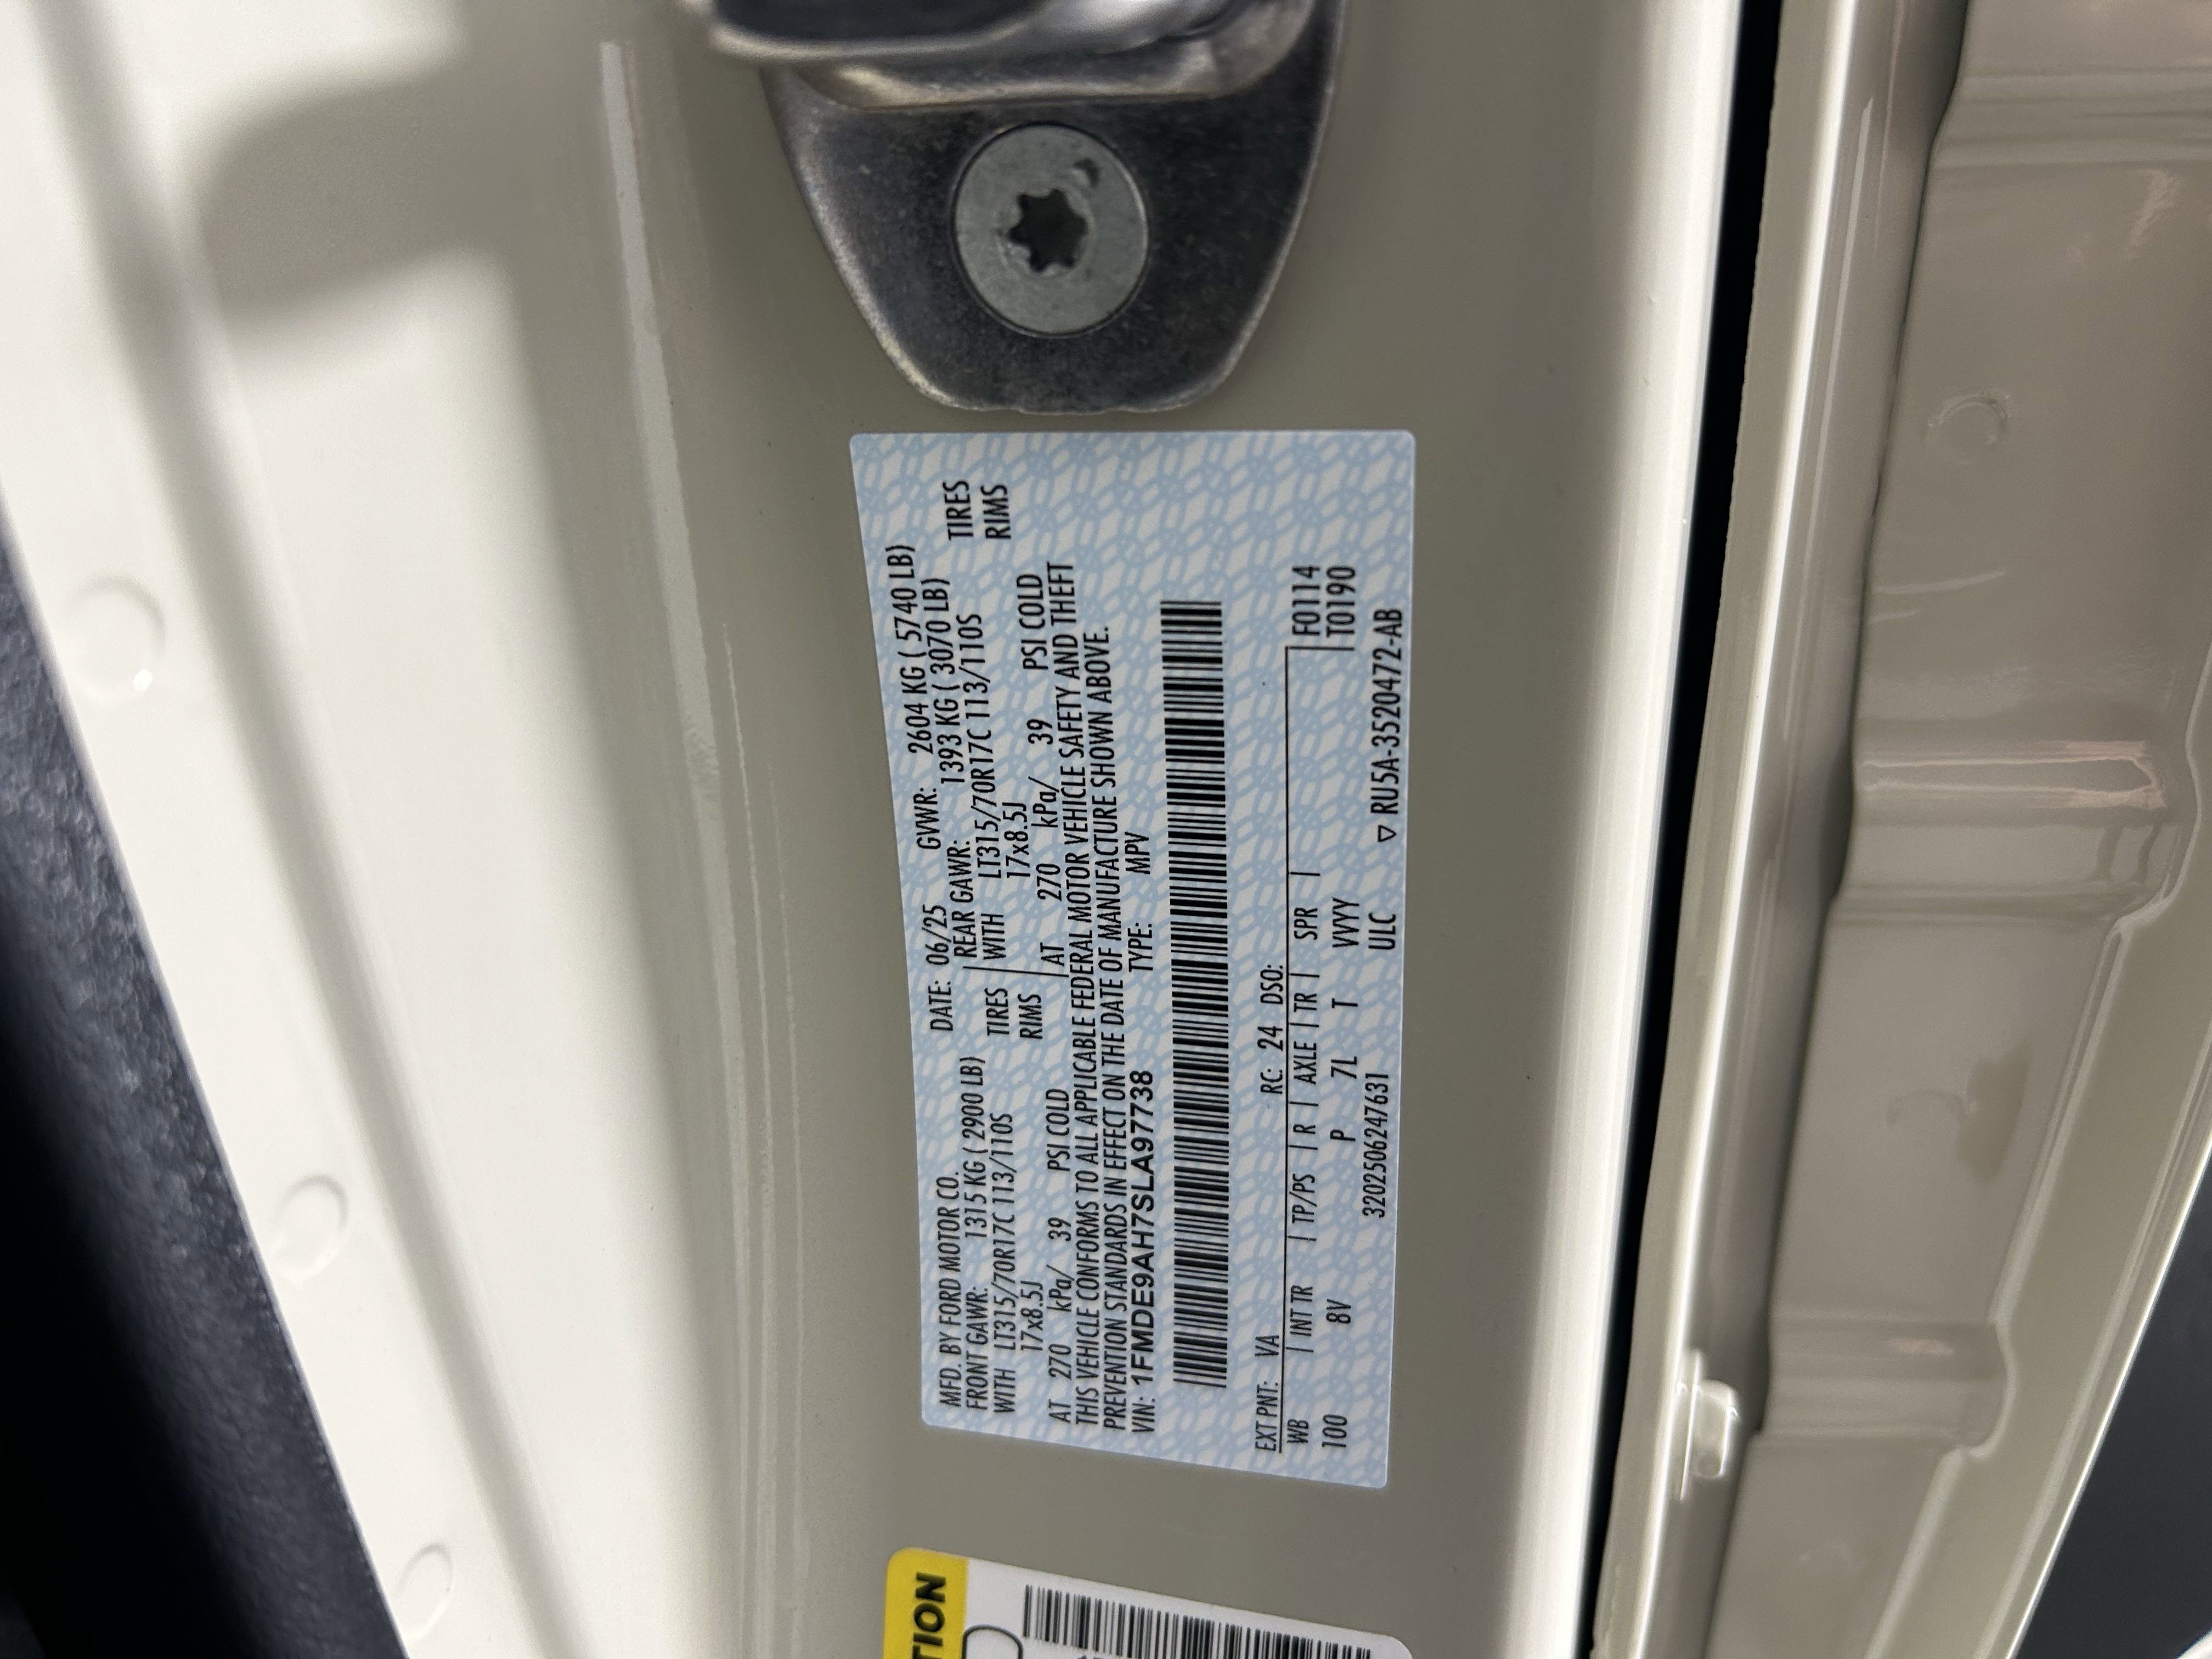 MFD. BY FORD MOTOR CO. DATE: 06/25 GVWR: 2604 KG ( 5740 LB)
FRONT GAWR: 1315 KG ( 2900 LB) REAR GAWR: 1393 KG ( 3070 LB)
WITH LT315/70R17C 113/110S TIRES WITH LT315/70R17C 113/110S TIRES
17x8.5J RIMS 17x8.5J RIMS
AT 270 kPa/ 39 PSI COLD AT 270 kPa/ 39 PSI COLD
THIS VEHICLE CONFORMS TO ALL APPLICABLE FEDERAL MOTOR VEHICLE SAFETY AND THEFT
PREVENTION STANDARDS IN EFFECT ON THE DATE OF MANUFACTURE SHOWN ABOVE.
VIN: 1FMDE9AH7SLA97738 TYPE: MPV
EXT PNT: VA RC: 24 DSO:
WB | INT TR | TP/PS | R | AXLE | TR | SPR | F0114
100 8V P 7L T VVYY T0190
3202506247631 ULC ▽ RU5A-3520472-AB